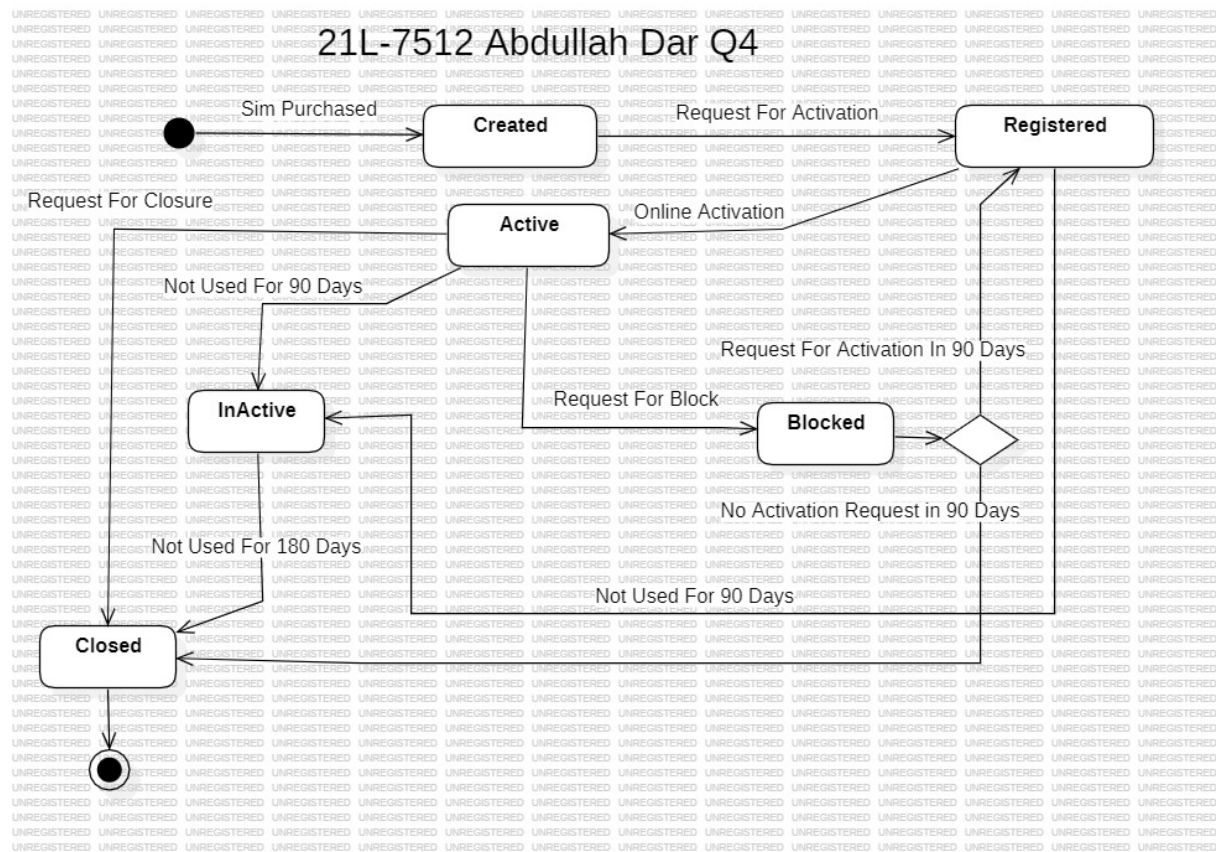 21L-7512 Abdullah Dar Q4
Sim Purchased
Created
Request For Activation
Registered
Request For Closure
Active
Online Activation
Not Used For 90 Days
Request For Activation In 90 Days
InActive
Request For Block
Blocked
No Activation Request in 90 Days
Not Used For 180 Days
Not Used For 90 Days
Closed
UNREGISTERED